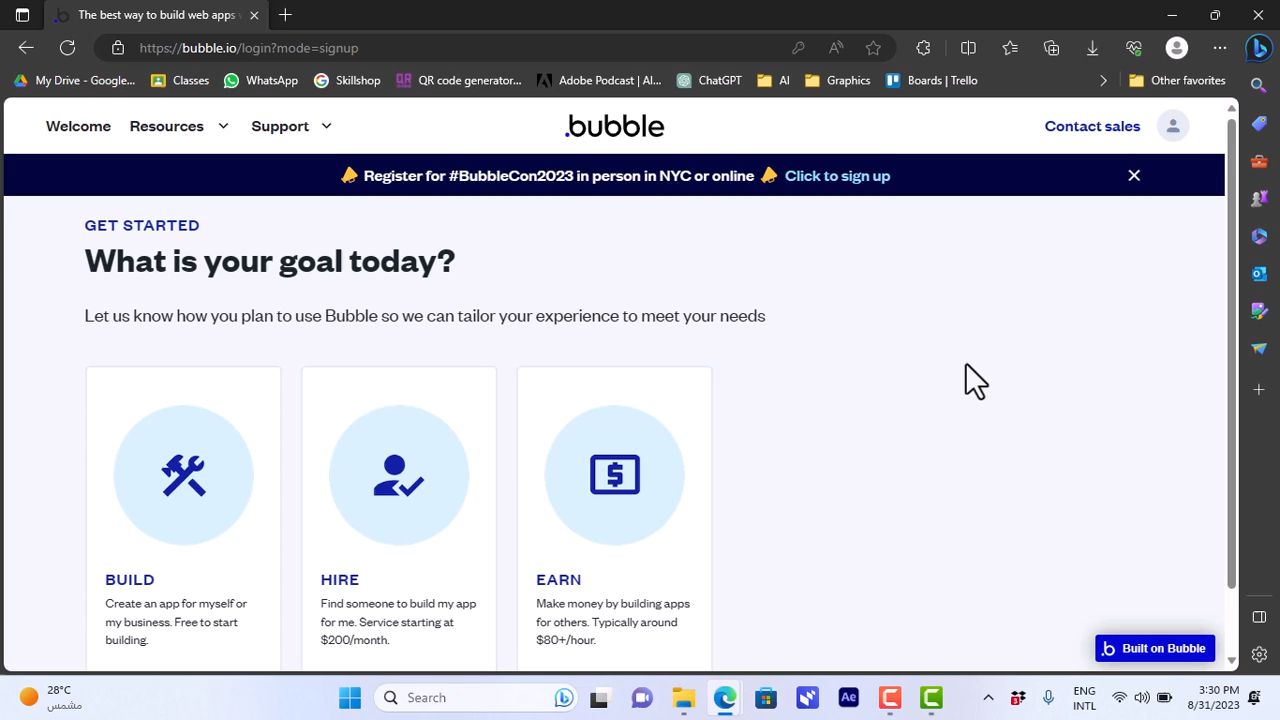 The best way to build web apps
https://bubble.io/login?mode=signup
My Drive - Google...
Classes
WhatsApp
Skillshop
QR code generator...
Adobe Podcast | AI...
ChatGPT
AI
Graphics
Boards | Trello
Other favorites
Welcome
Resources
Support
.bubble
Contact sales
Register for #BubbleCon2023 in person in NYC or online
Click to sign up
GET STARTED
What is your goal today?
Let us know how you plan to use Bubble so we can tailor your experience to meet your needs
BUILD
Create an app for myself or
my business. Free to start
building.
HIRE
Find someone to build my app
for me. Service starting at
$200/month.
EARN
Make money by building apps
for others. Typically around
$80+/hour.
Built on Bubble
28°C
مشمس
Search
Ae
ENG
INTL
3:30 PM
8/31/2023